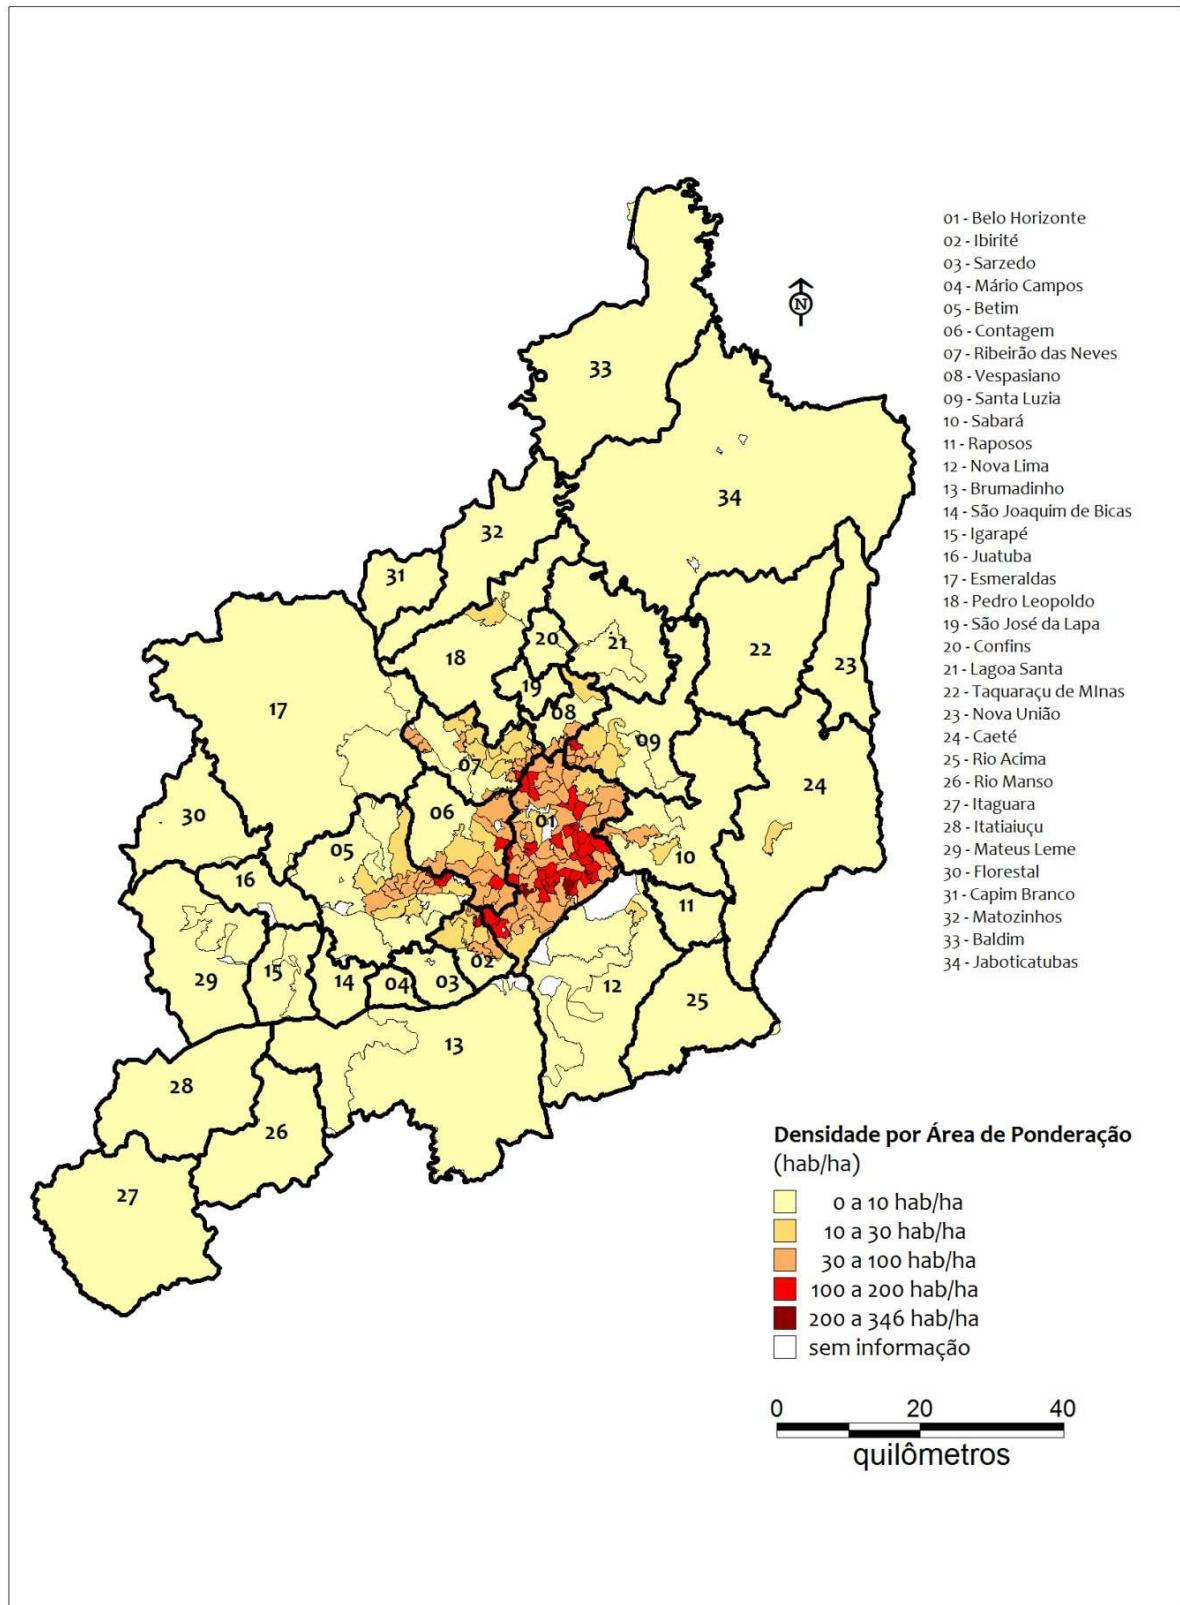 01 - Belo Horizonte
02 - Ibirité
03 - Sarzedo
04 - Mário Campos
05 - Betim
06 - Contagem
07 - Ribeirão das Neves
08 - Vespasiano
09 - Santa Luzia
10 - Sabará
11 - Raposos
12 - Nova Lima
13 - Brumadinho
14 - São Joaquim de Bicas
15 - Igarapé
16 - Juatuba
17 - Esmeraldas
18 - Pedro Leopoldo
19 - São José da Lapa
20 - Confins
21 - Lagoa Santa
22 - Taquaraçu de MInas
23 - Nova União
24 - Caeté
25 - Rio Acima
26 - Rio Manso
27 - Itaguara
28 - Itatiaiuçu
29 - Mateus Leme
30 - Florestal
31 - Capim Branco
32 - Matozinhos
33 - Baldim
34 - Jaboticatubas
N
33
34
32
31
20
21
18
22
23
19
17
08
09
07
24
06
01
30
05
10
16
11
02
29
15
14
04
03
12
25
13
28
26
27
Densidade por Área de Ponderação
(hab/ha)
0 a 10 hab/ha
10 a 30 hab/ha
30 a 100 hab/ha
100 a 200 hab/ha
200 a 346 hab/ha
sem informação
0 20 40
quilômetros